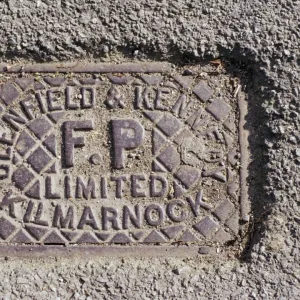 GLENFIELD & KENNEDY
F.P
LIMITED
KILMARNOCK